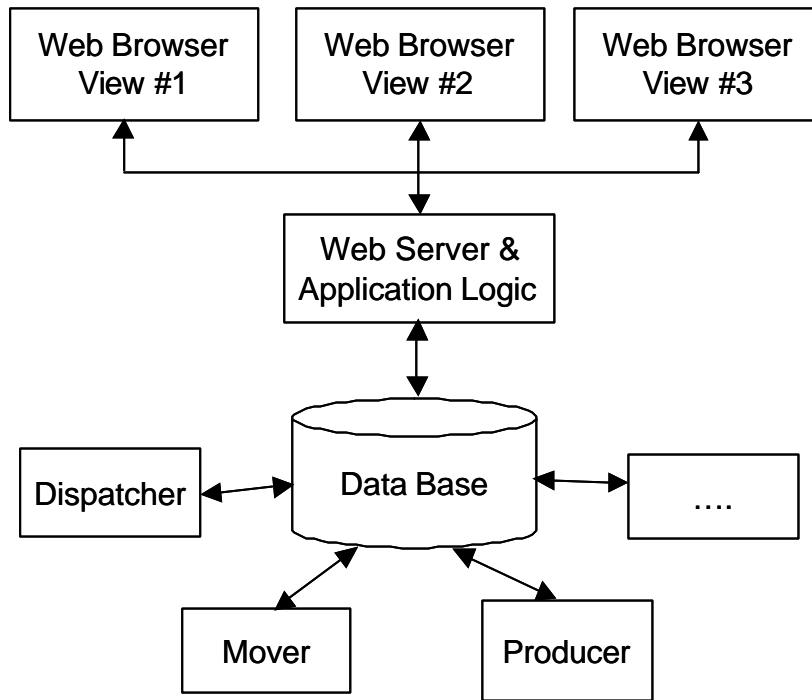 Web Browser
View #1
Web Browser
View #2
Web Browser
View #3
Web Server &
Application Logic
Data Base
Dispatcher
....
Mover
Producer